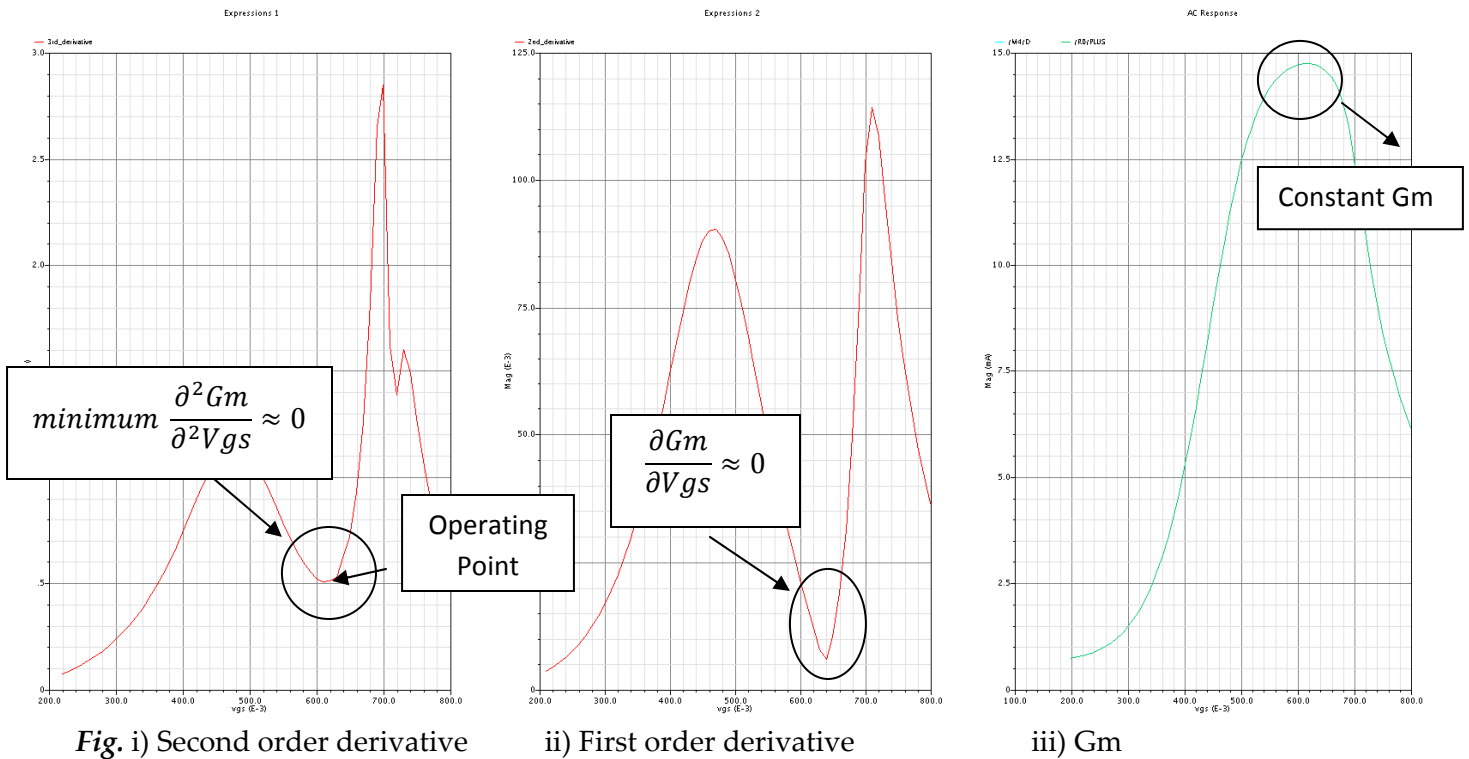 Expressions 1
3rd_derivative
3.0
2.5
2.0
.5
0
200.0 300.0 400.0 500.0 600.0 700.0 800.0
vgs (E-3)
minimum ∂²Gm/∂²Vgs ≈ 0
Operating
Point
Expressions 2
2nd_derivative
125.0
100.0
75.0
50.0
0
Mag (E-3)
200.0 300.0 400.0 500.0 600.0 700.0 800.0
vgs (E-3)
∂Gm/∂Vgs ≈ 0
AC Response
/M4/D /R0/PLUS
15.0
12.5
10.0
7.5
5.0
2.5
0
Mag (mA)
100.0 200.0 300.0 400.0 500.0 600.0 700.0 800.0
vgs (E-3)
Constant Gm
Fig. i) Second order derivative ii) First order derivative iii) Gm